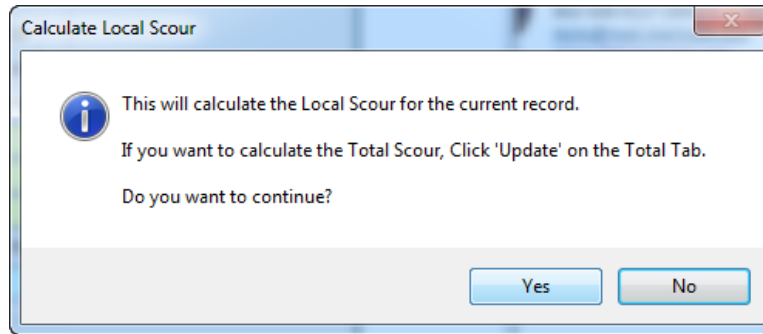 Calculate Local Scour
This will calculate the Local Scour for the current record.
If you want to calculate the Total Scour, Click 'Update' on the Total Tab.
Do you want to continue?
Yes
No